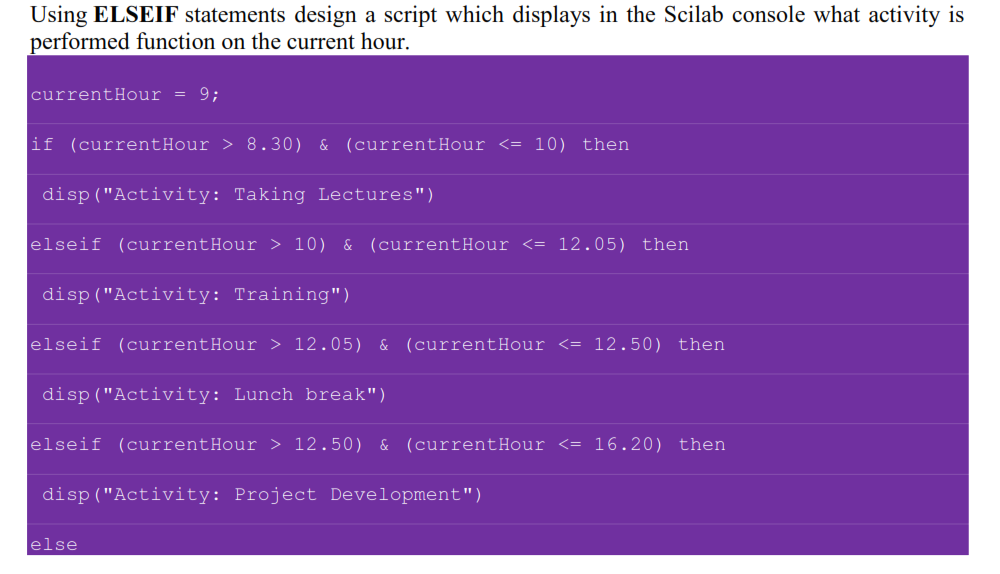 Using ELSEIF statements design a script which displays in the Scilab console what activity is
performed function on the current hour.
currentHour = 9;
if (currentHour > 8.30) & (currentHour <= 10) then
disp("Activity: Taking Lectures")
elseif (currentHour > 10) & (currentHour <= 12.05) then
disp("Activity: Training")
elseif (currentHour > 12.05) & (currentHour <= 12.50) then
disp("Activity: Lunch break")
elseif (currentHour > 12.50) & (currentHour <= 16.20) then
disp("Activity: Project Development")
else